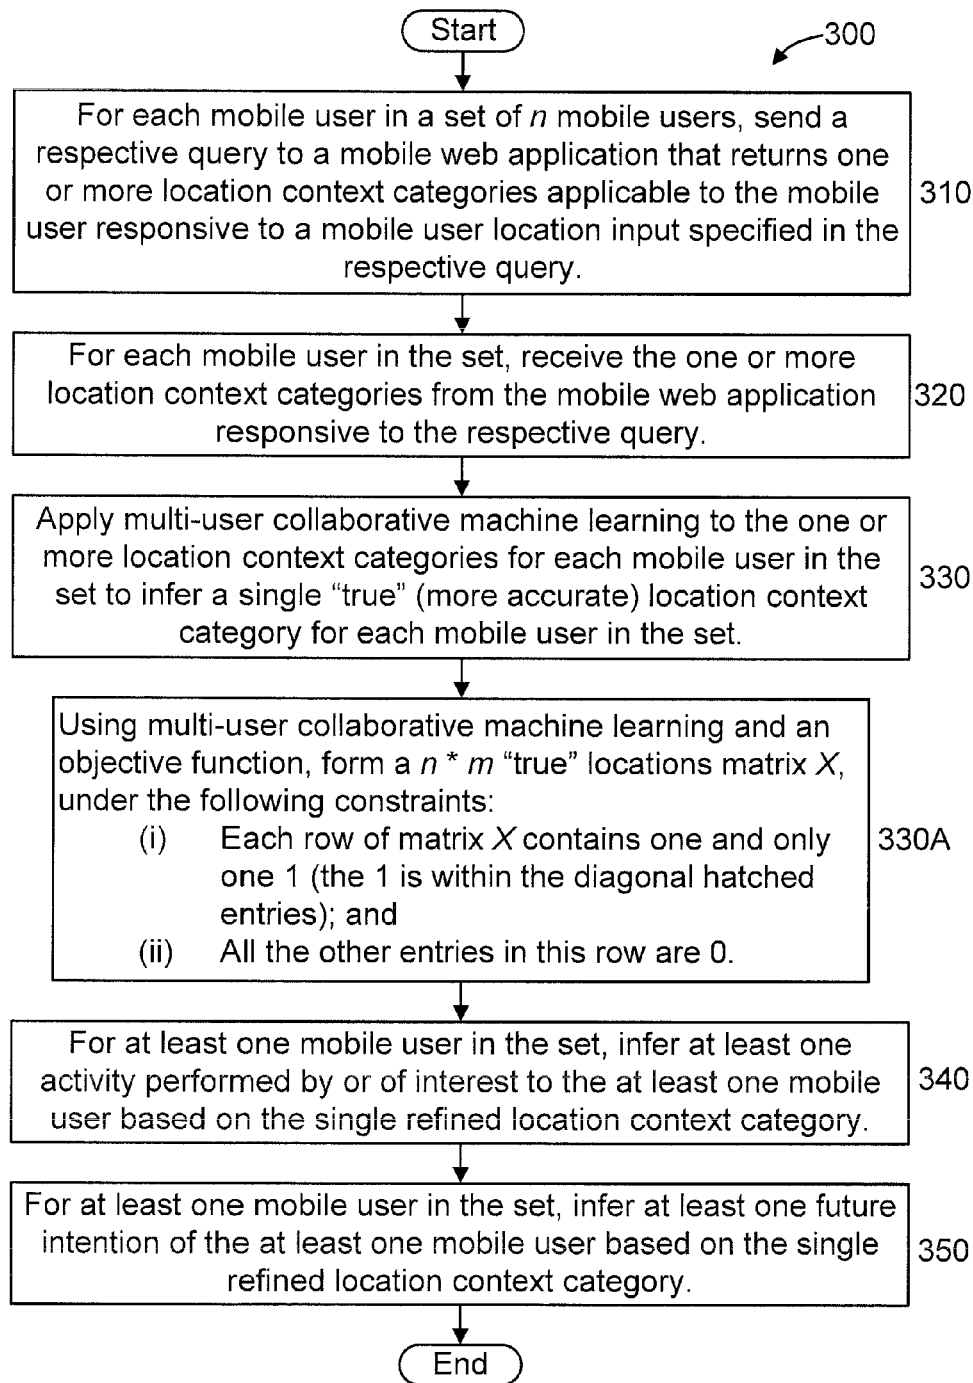 Start
300
For each mobile user in a set of n mobile users, send a
respective query to a mobile web application that returns one
or more location context categories applicable to the mobile
user responsive to a mobile user location input specified in the
respective query.
310
For each mobile user in the set, receive the one or more
location context categories from the mobile web application
responsive to the respective query.
320
Apply multi-user collaborative machine learning to the one or
more location context categories for each mobile user in the
set to infer a single “true” (more accurate) location context
category for each mobile user in the set.
330
Using multi-user collaborative machine learning and an
objective function, form a n * m “true” locations matrix X,
under the following constraints:
(i) Each row of matrix X contains one and only
one 1 (the 1 is within the diagonal hatched
entries); and
(ii) All the other entries in this row are 0.
330A
For at least one mobile user in the set, infer at least one
activity performed by or of interest to the at least one mobile
user based on the single refined location context category.
340
For at least one mobile user in the set, infer at least one future
intention of the at least one mobile user based on the single
refined location context category.
350
End